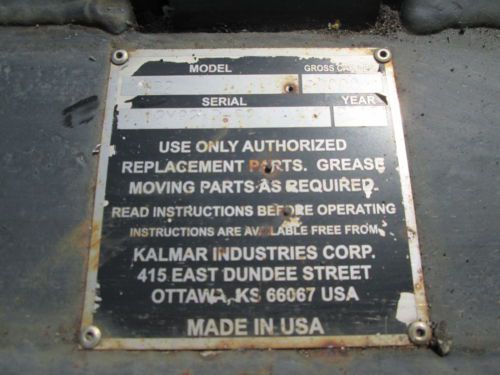 MODEL
SERIAL
YEAR
USE ONLY AUTHORIZED
REPLACEMENT PARTS. GREASE
MOVING PARTS AS REQUIRED.
READ INSTRUCTIONS BEFORE OPERATING
INSTRUCTIONS ARE AVAILABLE FREE FROM
KALMAR INDUSTRIES CORP.
415 EAST DUNDEE STREET
OTTAWA, KS 66067 USA
MADE IN USA